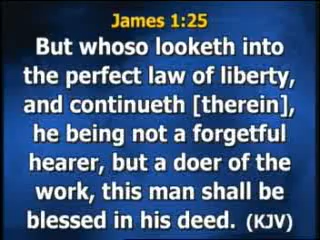 James 1:25
But whoso looketh into
the perfect law of liberty,
and continueth [therein],
he being not a forgetful
hearer, but a doer of the
work, this man shall be
blessed in his deed. (KJV)